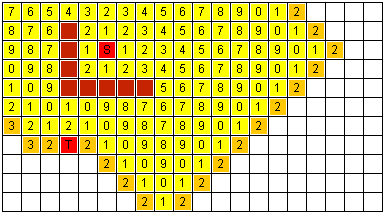 7 6 5 4 3 2 3 4 5 6 7 8 9 0 1 2
8 7 6 2 1 2 3 4 5 6 7 8 9 0 1 2
9 8 7 1 S 1 2 3 4 5 6 7 8 9 0 1 2
0 9 8 2 1 2 3 4 5 6 7 8 9 0 1 2
1 0 9 5 6 7 8 9 0 1 2
2 1 0 1 0 9 8 7 6 7 8 9 0 1 2
3 2 1 2 1 0 9 8 7 8 9 0 1 2
3 2 T 2 1 0 9 8 9 0 1 2
2 1 0 9 0 1 2
2 1 0 1 2
2 1 2